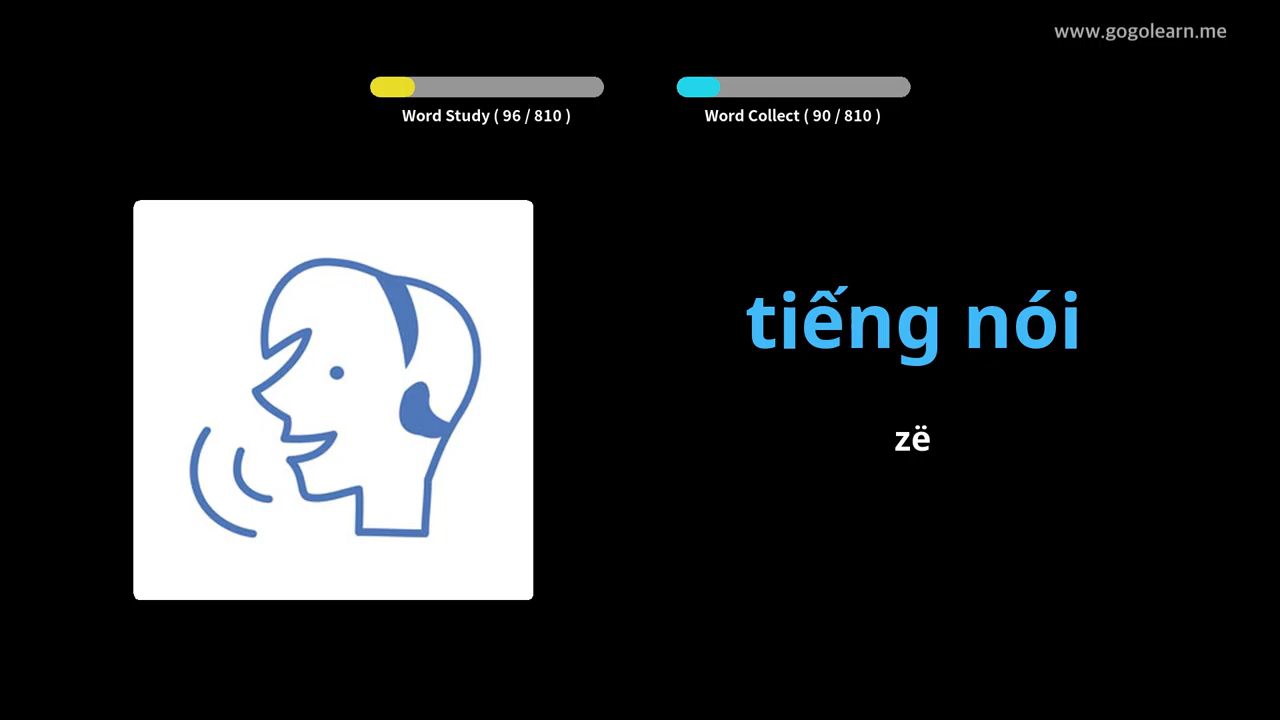 www.gogolearn.me
Word Study ( 96 / 810 )
Word Collect ( 90 / 810 )
tiếng nói
zë